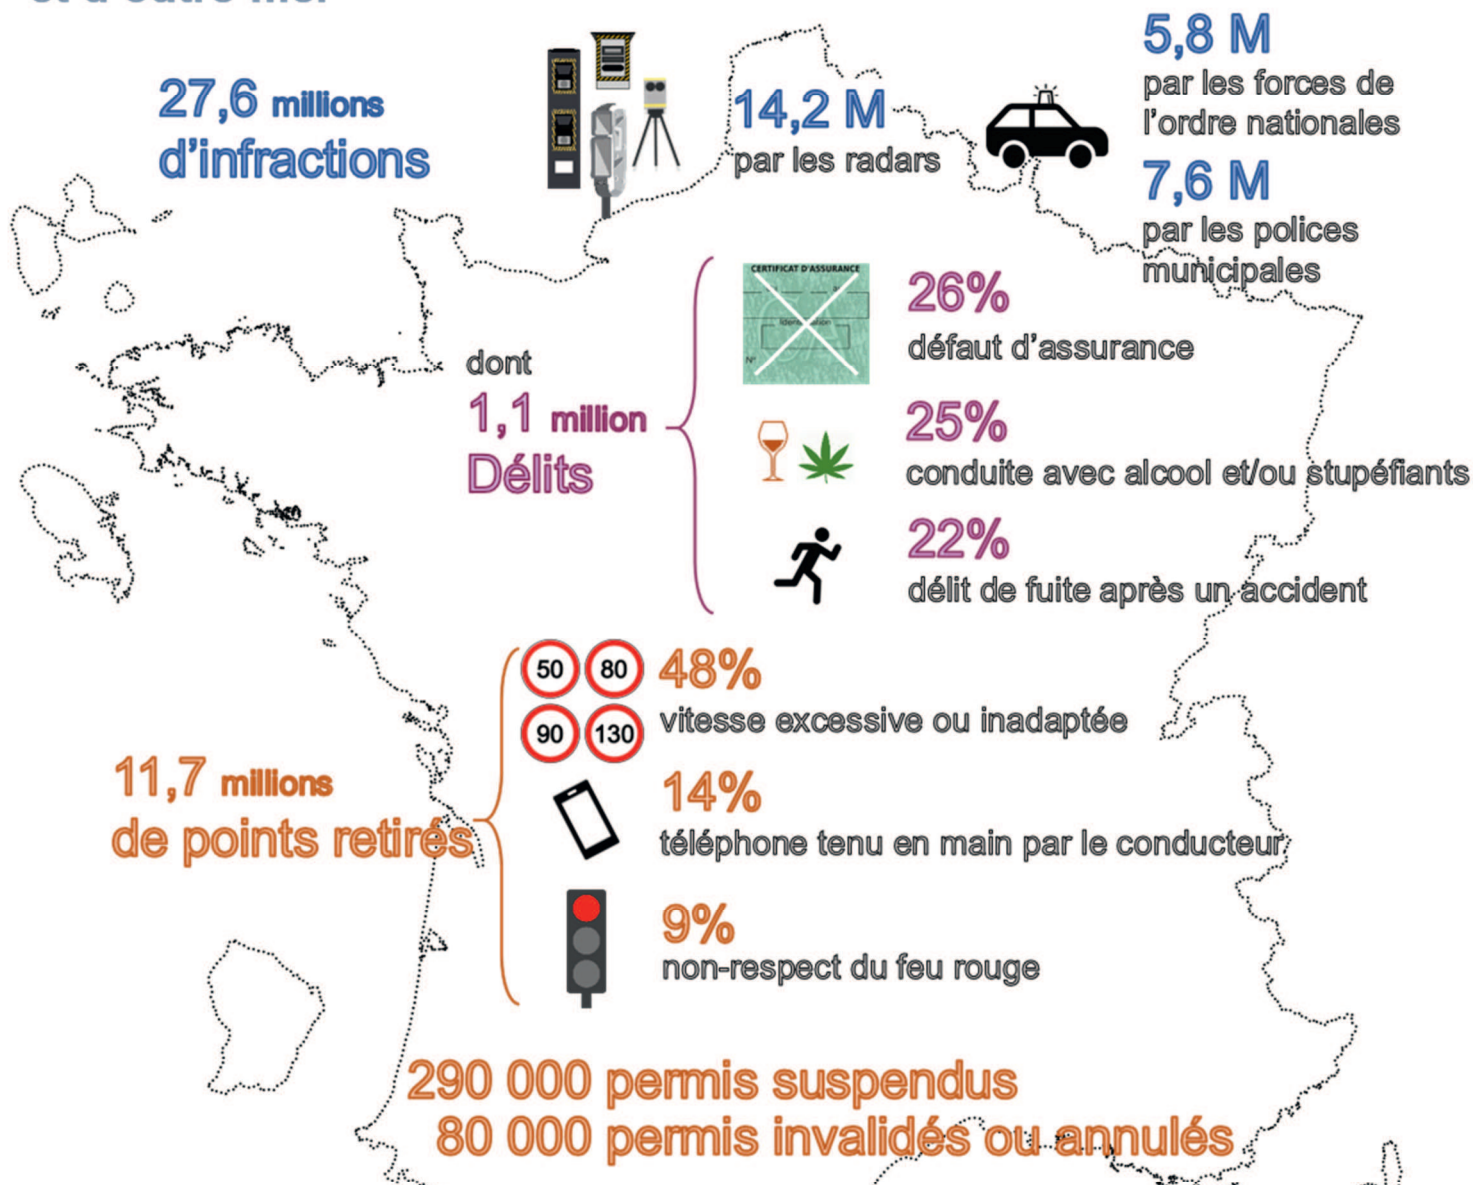 et d'outre-mer
27,6 millions
d'infractions
14,2 M
par les radars
5,8 M
par les forces de
l'ordre nationales
7,6 M
par les polices
municipales
dont
1,1 million
Délits
CERTIFICAT D'ASSURANCE
N°
26%
défaut d'assurance
25%
conduite avec alcool et/ou stupéfiants
22%
délit de fuite après un accident
11,7 millions
de points retirés
50 80
90 130
48%
vitesse excessive ou inadaptée
14%
téléphone tenu en main par le conducteur
9%
non-respect du feu rouge
290 000 permis suspendus
80 000 permis invalidés ou annulés